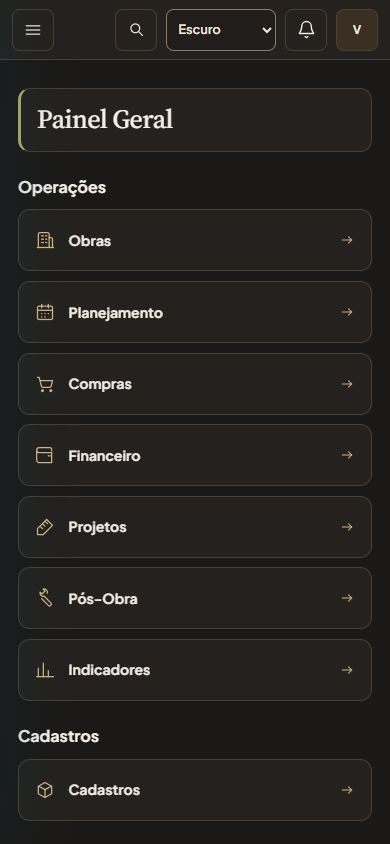 Escuro
V
Painel Geral
Operações
Obras
Planejamento
Compras
Financeiro
Projetos
Pós-Obra
Indicadores
Cadastros
Cadastros